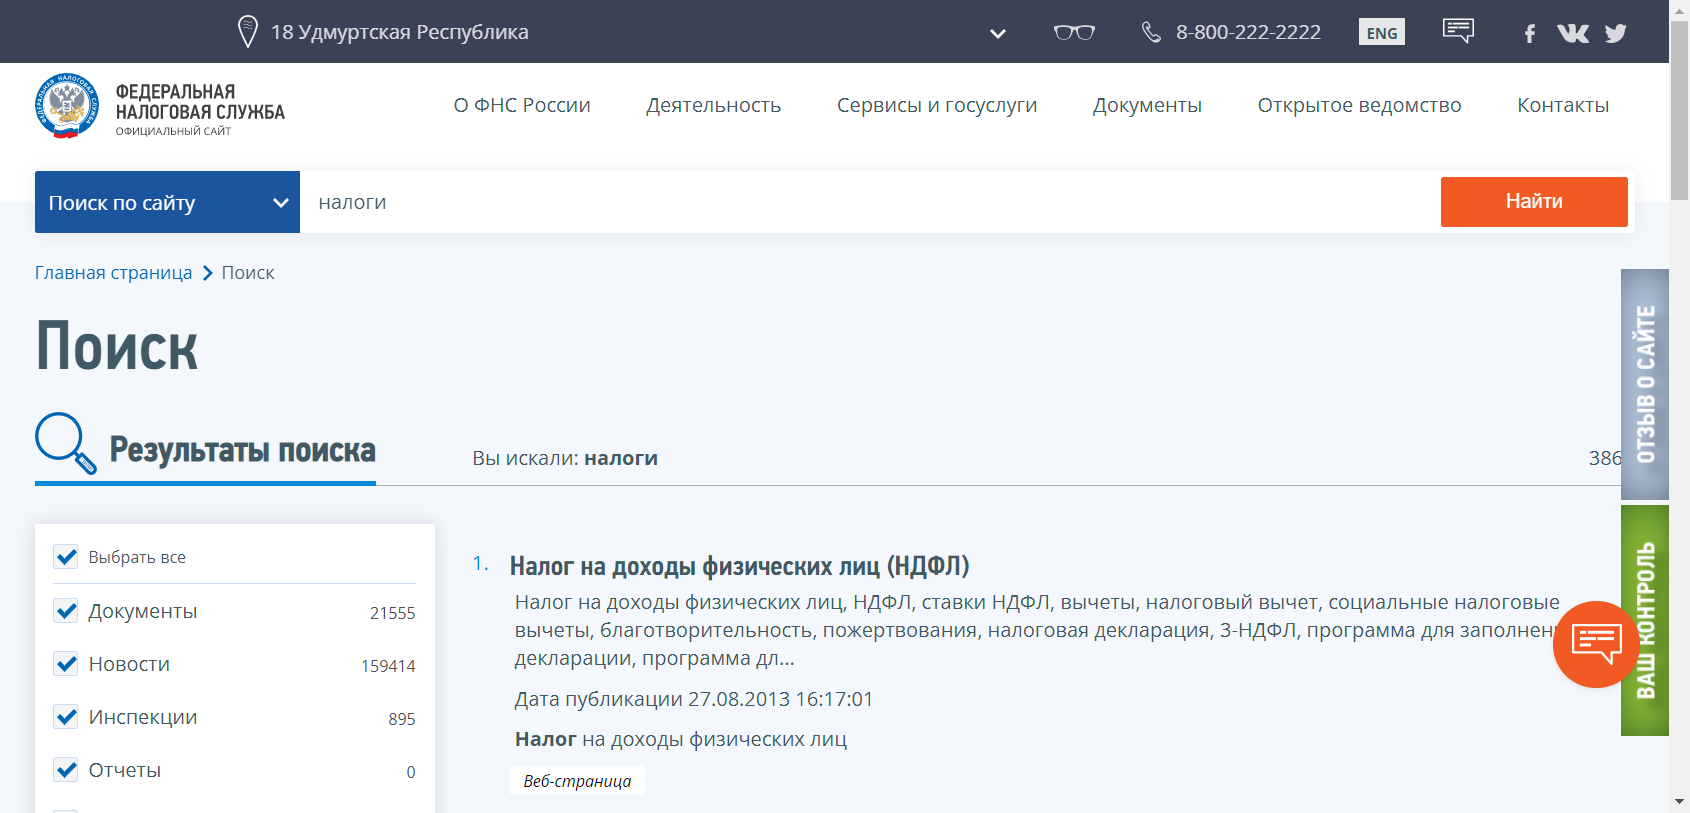 18 Удмуртская Республика
8-800-222-2222
ENG
ФЕДЕРАЛЬНАЯ
НАЛОГОВАЯ СЛУЖБА
ОФИЦИАЛЬНЫЙ САЙТ
О ФНС России
Деятельность
Сервисы и госуслуги
Документы
Открытое ведомство
Контакты
Поиск по сайту
налоги
Найти
Главная страница
Поиск
Поиск
Результаты поиска
Вы искали: налоги
386
ОТЗЫВ О САЙТЕ
ВАШ КОНТРОЛЬ
Выбрать все
Документы 21555
Новости 159414
Инспекции 895
Отчеты 0
1. Налог на доходы физических лиц (НДФЛ)
Налог на доходы физических лиц, НДФЛ, ставки НДФЛ, вычеты, налоговый вычет, социальные налоговые
вычеты, благотворительность, пожертвования, налоговая декларация, 3-НДФЛ, программа для
декларации, программа дл...
Дата публикации 27.08.2013 16:17:01
Налог на доходы физических лиц
Веб-страница